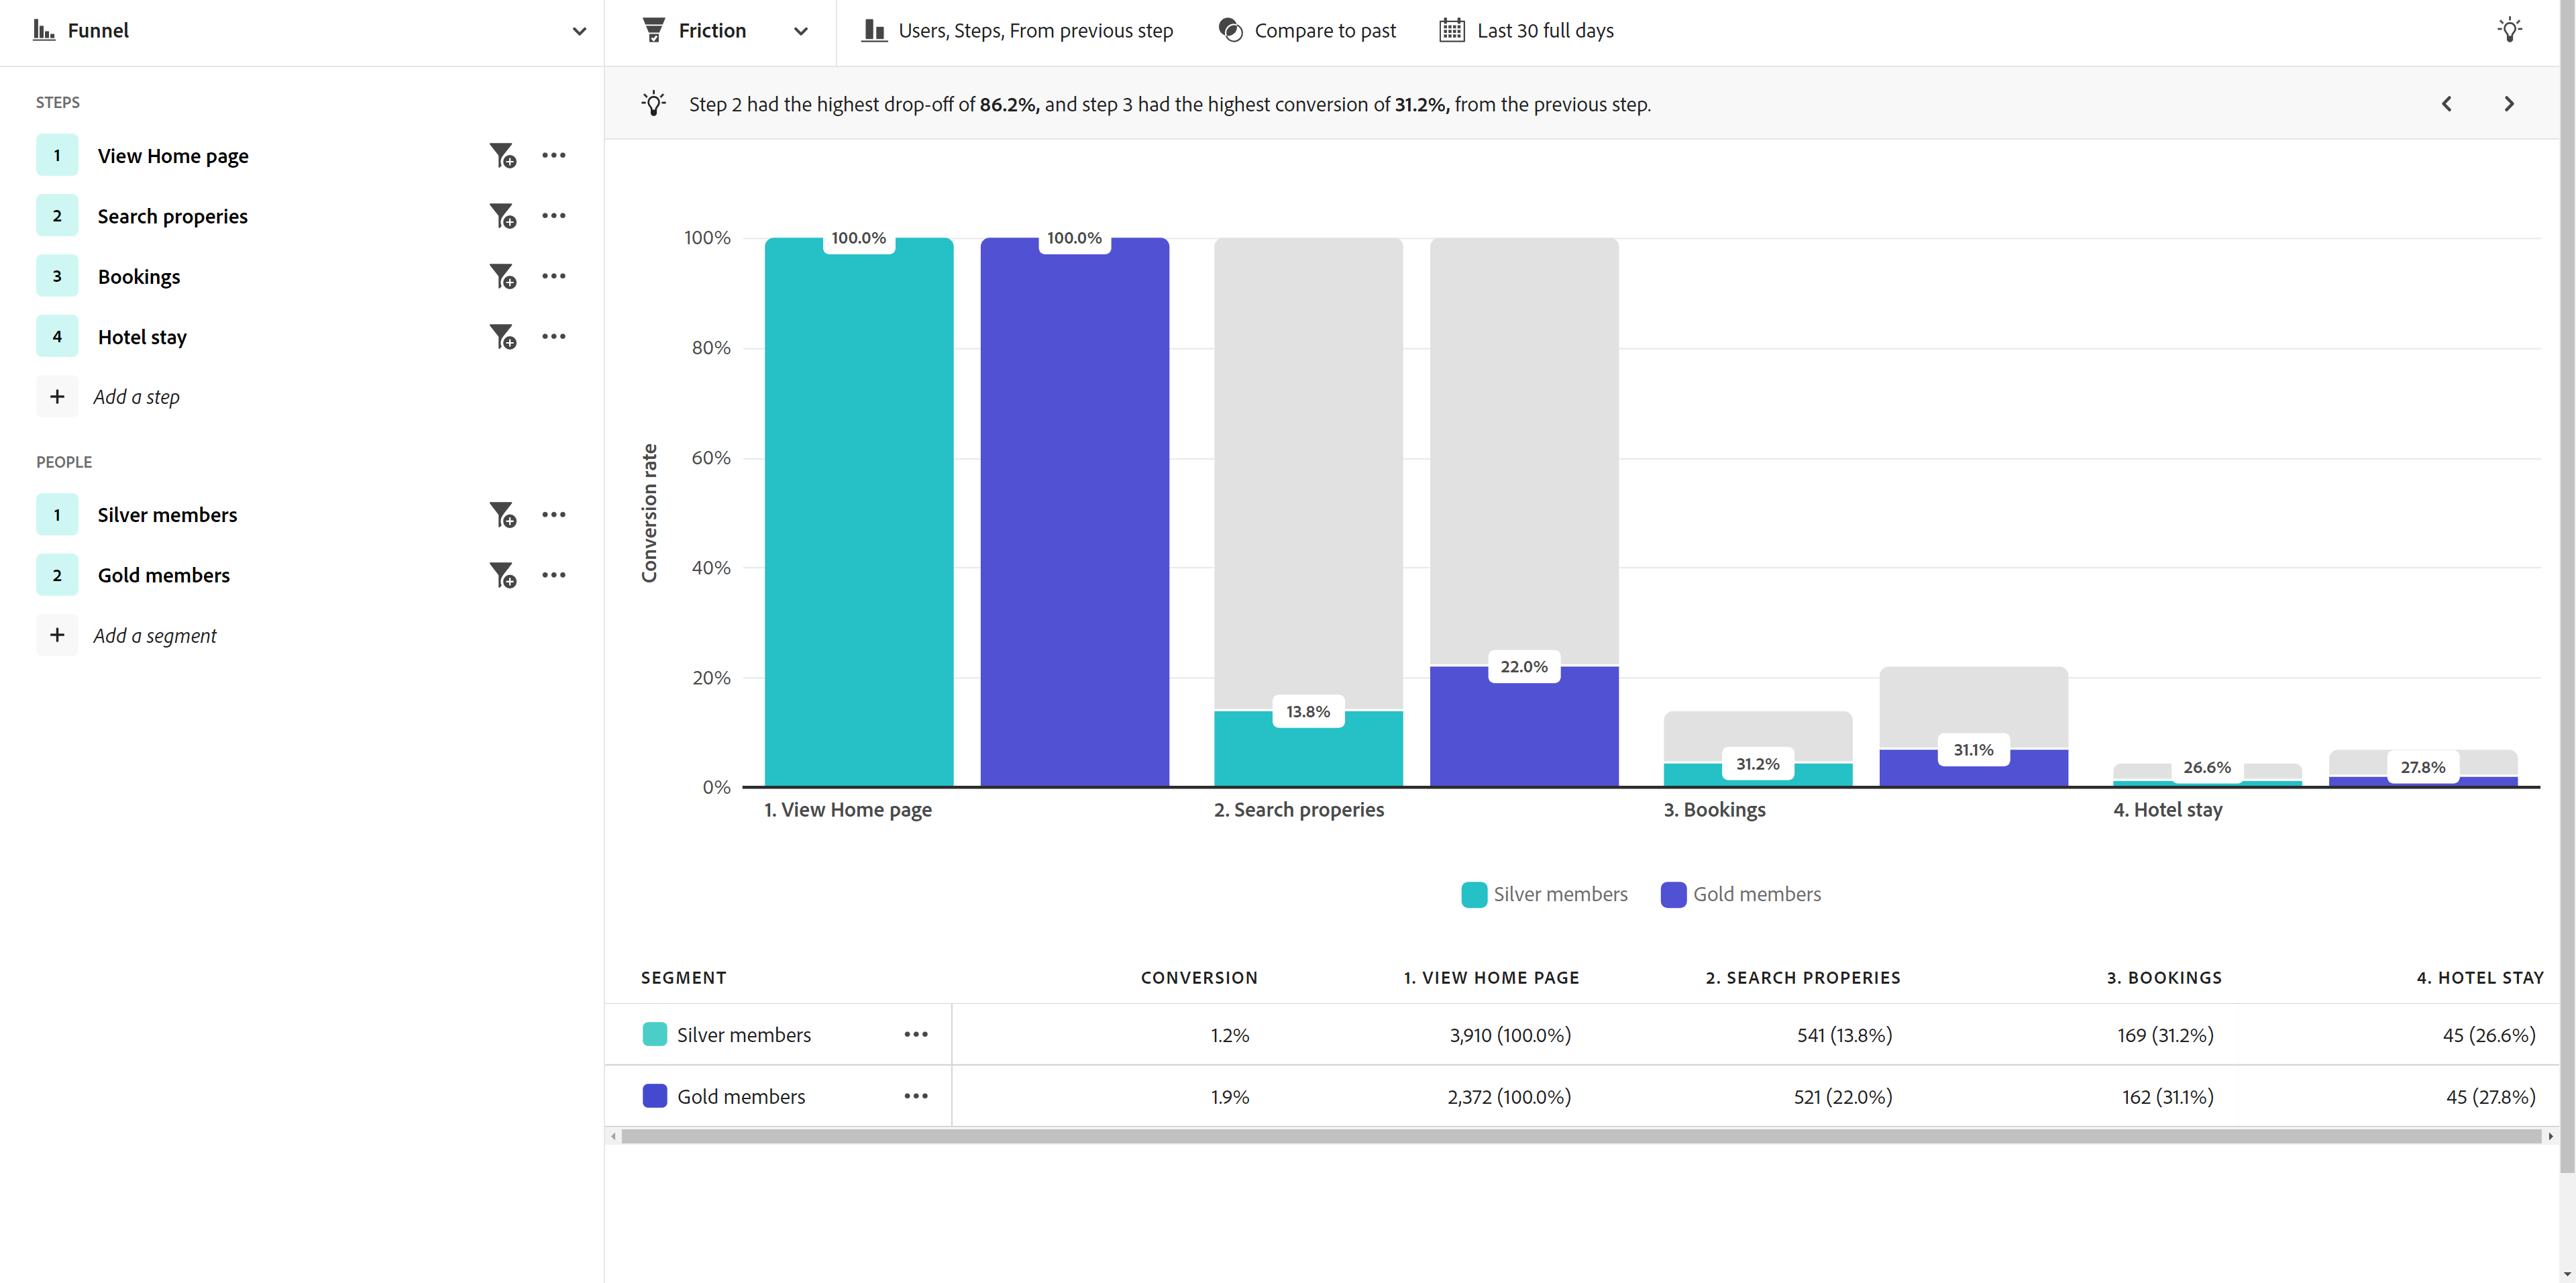 Funnel
Friction
Users, Steps, From previous step
Compare to past
Last 30 full days
Step 2 had the highest drop-off of 86.2%, and step 3 had the highest conversion of 31.2%, from the previous step.
STEPS
1 View Home page
2 Search properies
3 Bookings
4 Hotel stay
+ Add a step
PEOPLE
1 Silver members
2 Gold members
+ Add a segment
Conversion rate
100%
80%
60%
40%
20%
0%
100.0%
100.0%
13.8%
22.0%
31.2%
31.1%
26.6%
27.8%
1. View Home page
2. Search properies
3. Bookings
4. Hotel stay
Silver members
Gold members
SEGMENT CONVERSION 1. VIEW HOME PAGE 2. SEARCH PROPERIES 3. BOOKINGS 4. HOTEL STAY
Silver members 1.2% 3,910 (100.0%) 541 (13.8%) 169 (31.2%) 45 (26.6%)
Gold members 1.9% 2,372 (100.0%) 521 (22.0%) 162 (31.1%) 45 (27.8%)